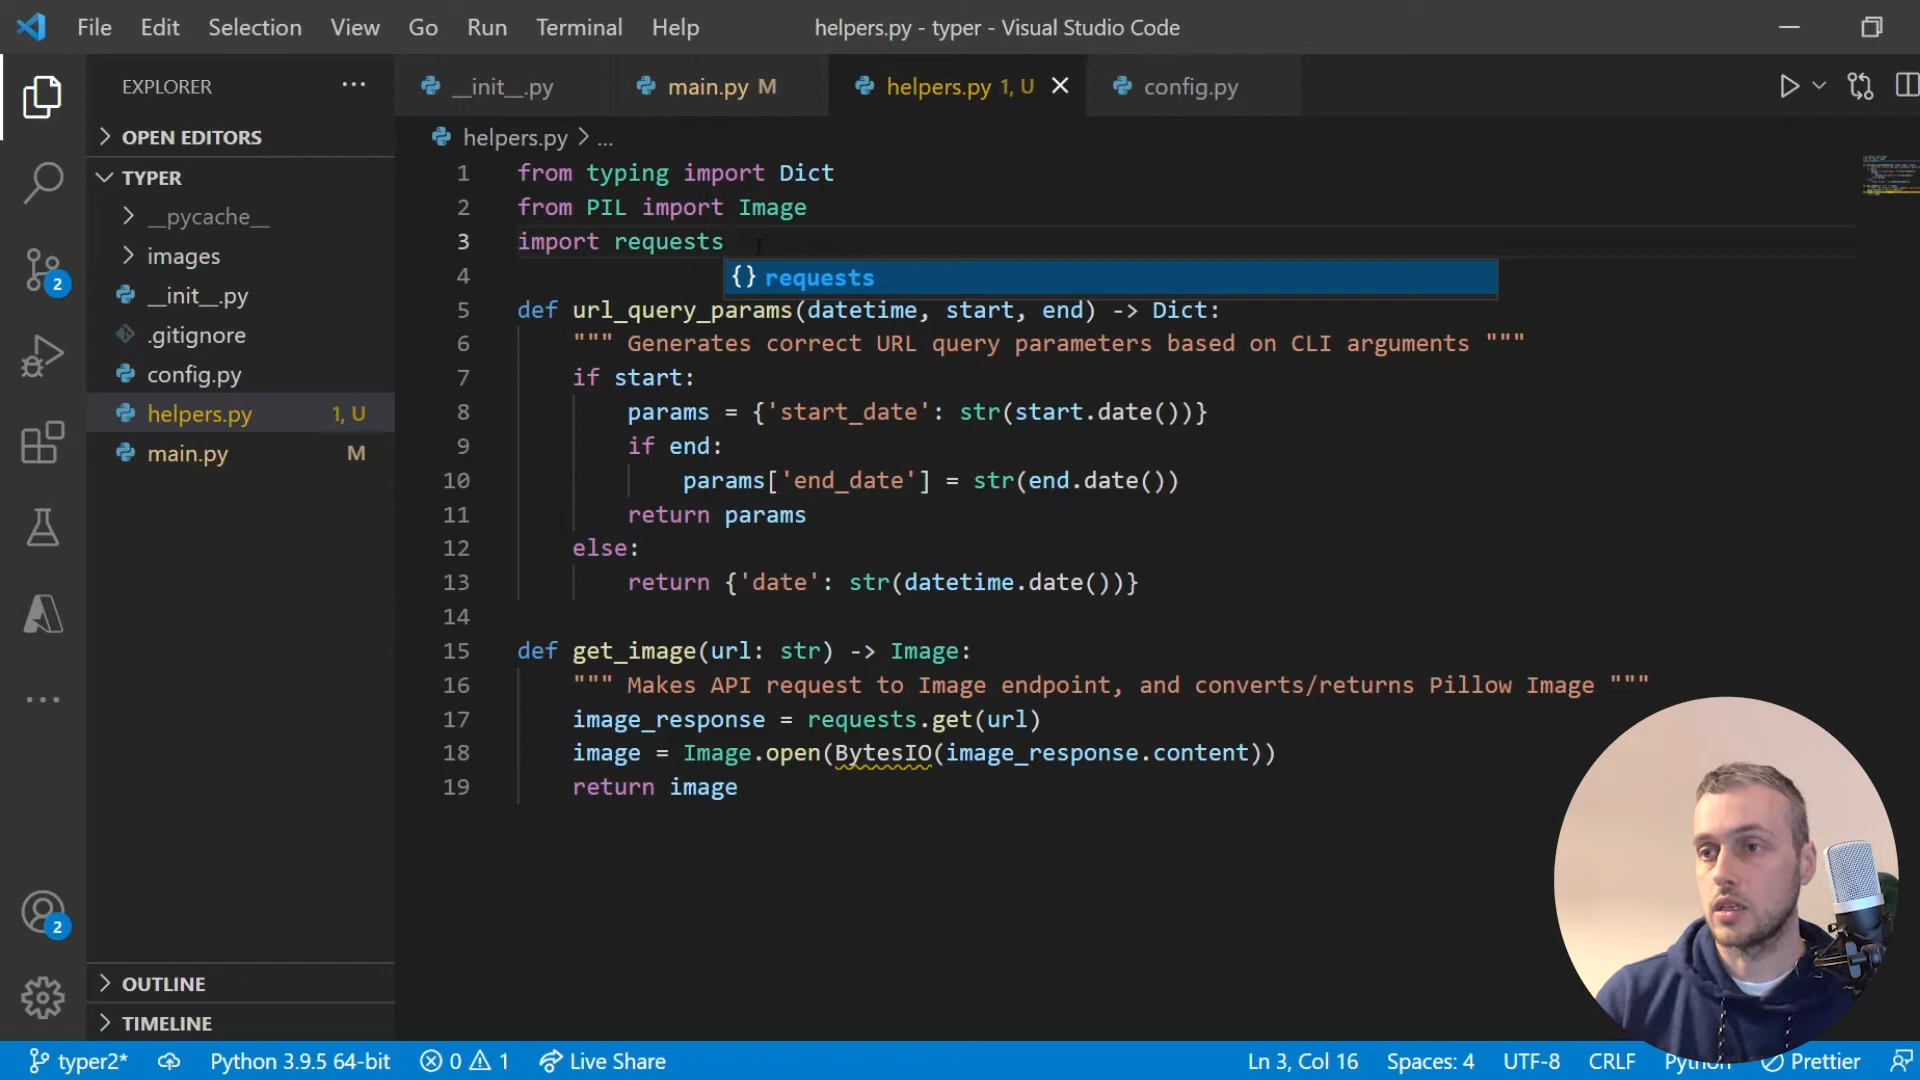 File Edit Selection View Go Run Terminal Help helpers.py - typer - Visual Studio Code
EXPLORER
__init__.py
main.py M
helpers.py 1, U
config.py
OPEN EDITORS
TYPER
__pycache__
images
__init__.py
.gitignore
config.py
helpers.py 1, U
main.py M
OUTLINE
TIMELINE
2
2
helpers.py > ...
1 from typing import Dict
2 from PIL import Image
3 import requests
{} requests
4
5 def url_query_params(datetime, start, end) -> Dict:
6 """ Generates correct URL query parameters based on CLI arguments """
7 if start:
8 params = {'start_date': str(start.date())}
9 if end:
10 params['end_date'] = str(end.date())
11 return params
12 else:
13 return {'date': str(datetime.date())}
14
15 def get_image(url: str) -> Image:
16 """ Makes API request to Image endpoint, and converts/returns Pillow Image """
17 image_response = requests.get(url)
18 image = Image.open(BytesIO(image_response.content))
19 return image
typer2* Python 3.9.5 64-bit 0 1 Live Share Ln 3, Col 16 Spaces: 4 UTF-8 CRLF Python Prettier